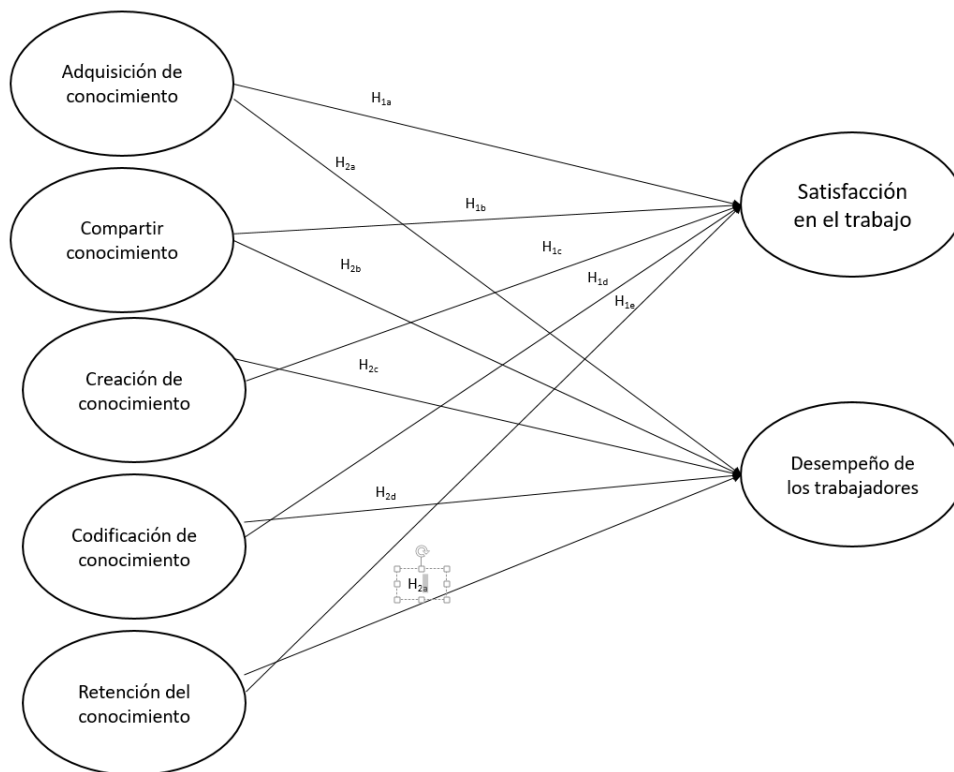 Adquisición de
conocimiento
H1a
H2a
Satisfacción
en el trabajo
Compartir
conocimiento
H1b
H2b
H1c
H1d
H1e
Creación de
conocimiento
H2c
Desempeño de
los trabajadores
Codificación de
conocimiento
H2d
H2a
Retención del
conocimiento